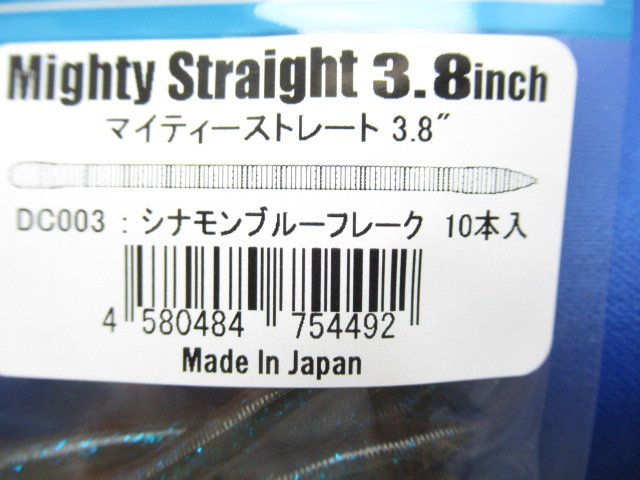 Mighty Straight 3.8inch
マイティーストレート 3.8"
DC003 : シナモンブルーフレーク 10本入
4 580484 754492
Made In Japan